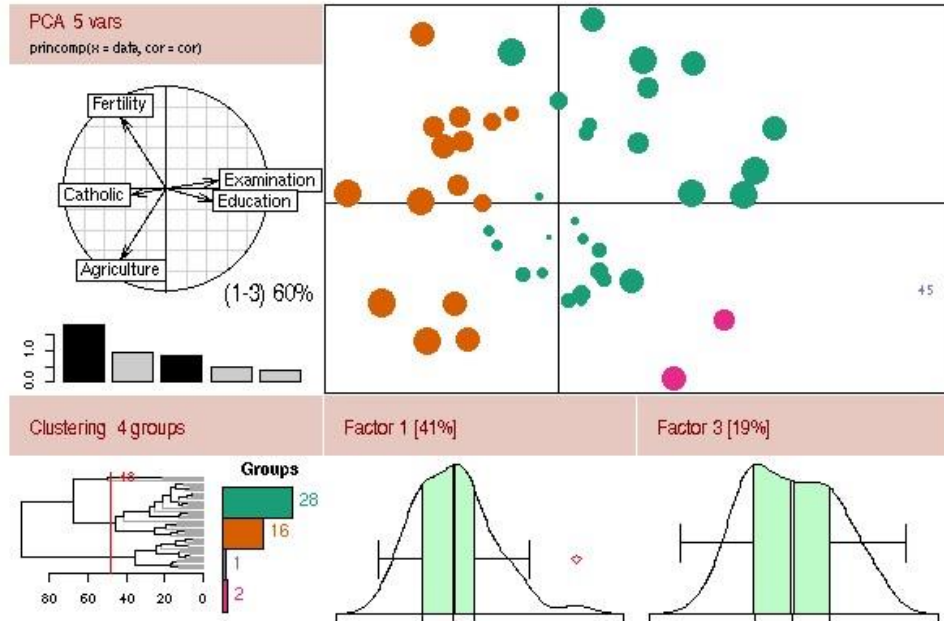 PCA 5 vars
princomp(x = data, cor = cor)
Fertility
Examination
Catholic
Education
Agriculture
(1-3) 60%
45
1.0
0.0
Clustering 4 groups
Factor 1 [41%]
Factor 3 [19%]
Groups
28
16
1
2
80 60 40 20 0